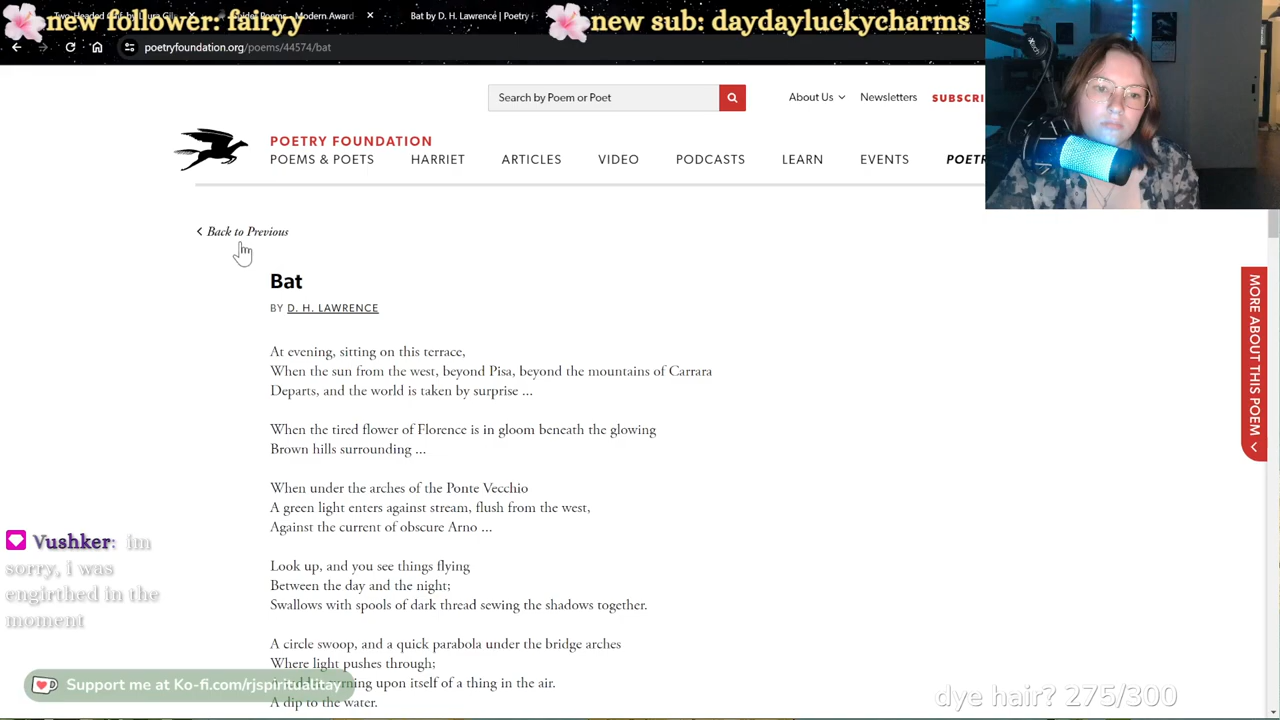 new follower: fairyy
new sub: daydayluckycharms
Poems - Modern Award
Bat by D. H. Lawrence | Poetry
poetryfoundation.org/poems/44574/bat
Search by Poem or Poet
About Us
Newsletters
SUBSCRI
POETRY FOUNDATION
POEMS & POETS
HARRIET
ARTICLES
VIDEO
PODCASTS
LEARN
EVENTS
POETR
Back to Previous
Bat
BY D. H. LAWRENCE
At evening, sitting on this terrace,
When the sun from the west, beyond Pisa, beyond the mountains of Carrara
Departs, and the world is taken by surprise ...
When the tired flower of Florence is in gloom beneath the glowing
Brown hills surrounding ...
When under the arches of the Ponte Vecchio
A green light enters against stream, flush from the west,
Against the current of obscure Arno ...
Look up, and you see things flying
Between the day and the night;
Swallows with spools of dark thread sewing the shadows together.
A circle swoop, and a quick parabola under the bridge arches
Where light pushes through;
upon itself of a thing in the air.
A dip to the water.
MORE ABOUT THIS POEM
Vushker: im
sorry, i was
engirthed in the
moment
Support me at Ko-fi.com/rjspiritualitay
dye hair? 275/300